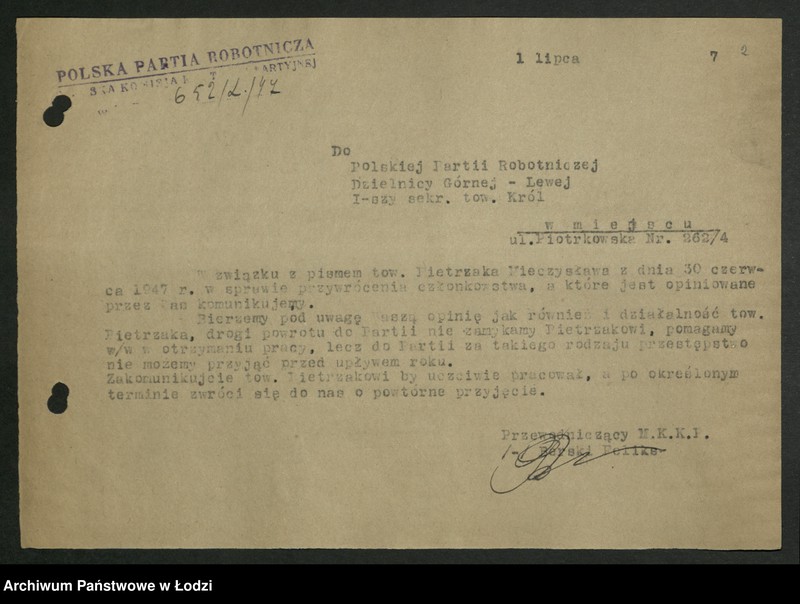 POLSKA PARTIA ROBOTNICZA
652/L./47
1 lipca 7 2
Do
Polskiej Partii Robotniczej
Dzielnicy Górnej - Lewej
I-szy sekr. tow. Król
w miejscu
ul.Piotrkowska Nr. 262/4
W związku z pismem tow. Pietrzaka Mieczysława z dnia 30 czerw-
ca 1947 r. w sprawie przywrócenia członkowstwa, a które jest opiniowane
przez Was komunikujemy.
Bierzemy pod uwagę Waszą opinię jak również i działalność tow.
Pietrzaka, drogi powrotu do Partii nie zamykamy Pietrzakowi, pomagamy
w/w w otrzymaniu pracy, lecz do Partii za takiego rodzaju przestępstwo
nie możemy przyjąć przed upływem roku.
Zakomunikujcie tow. Pietrzakowi by uczciwie pracował, a po określonym
terminie zwróci się do nas o powtórne przyjęcie.
Przewodniczący M.K.K.P.
Feliks
Archiwum Państwowe w Łodzi